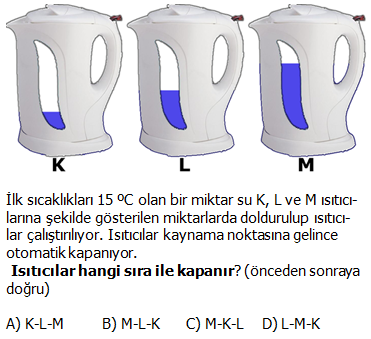 K L M
İlk sıcaklıkları 15 ºC olan bir miktar su K, L ve M ısıtıcı-
larına şekilde gösterilen miktarlarda doldurulup ısıtıcı-
lar çalıştırılıyor. Isıtıcılar kaynama noktasına gelince
otomatik kapanıyor.
Isıtıcılar hangi sıra ile kapanır? (önceden sonraya
doğru)
A) K-L-M B) M-L-K C) M-K-L D) L-M-K